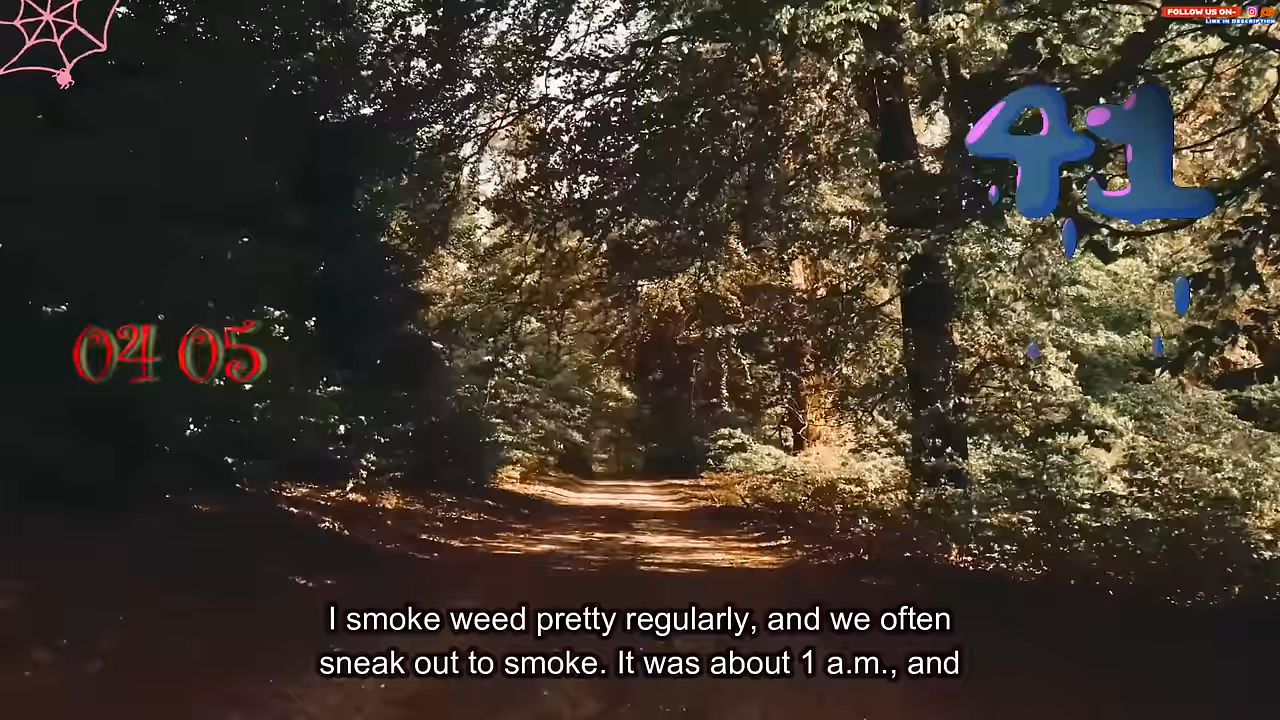 FOLLOW US ON-
LINK IN DESCRIPTION
41
04 05
I smoke weed pretty regularly, and we often
sneak out to smoke. It was about 1 a.m., and